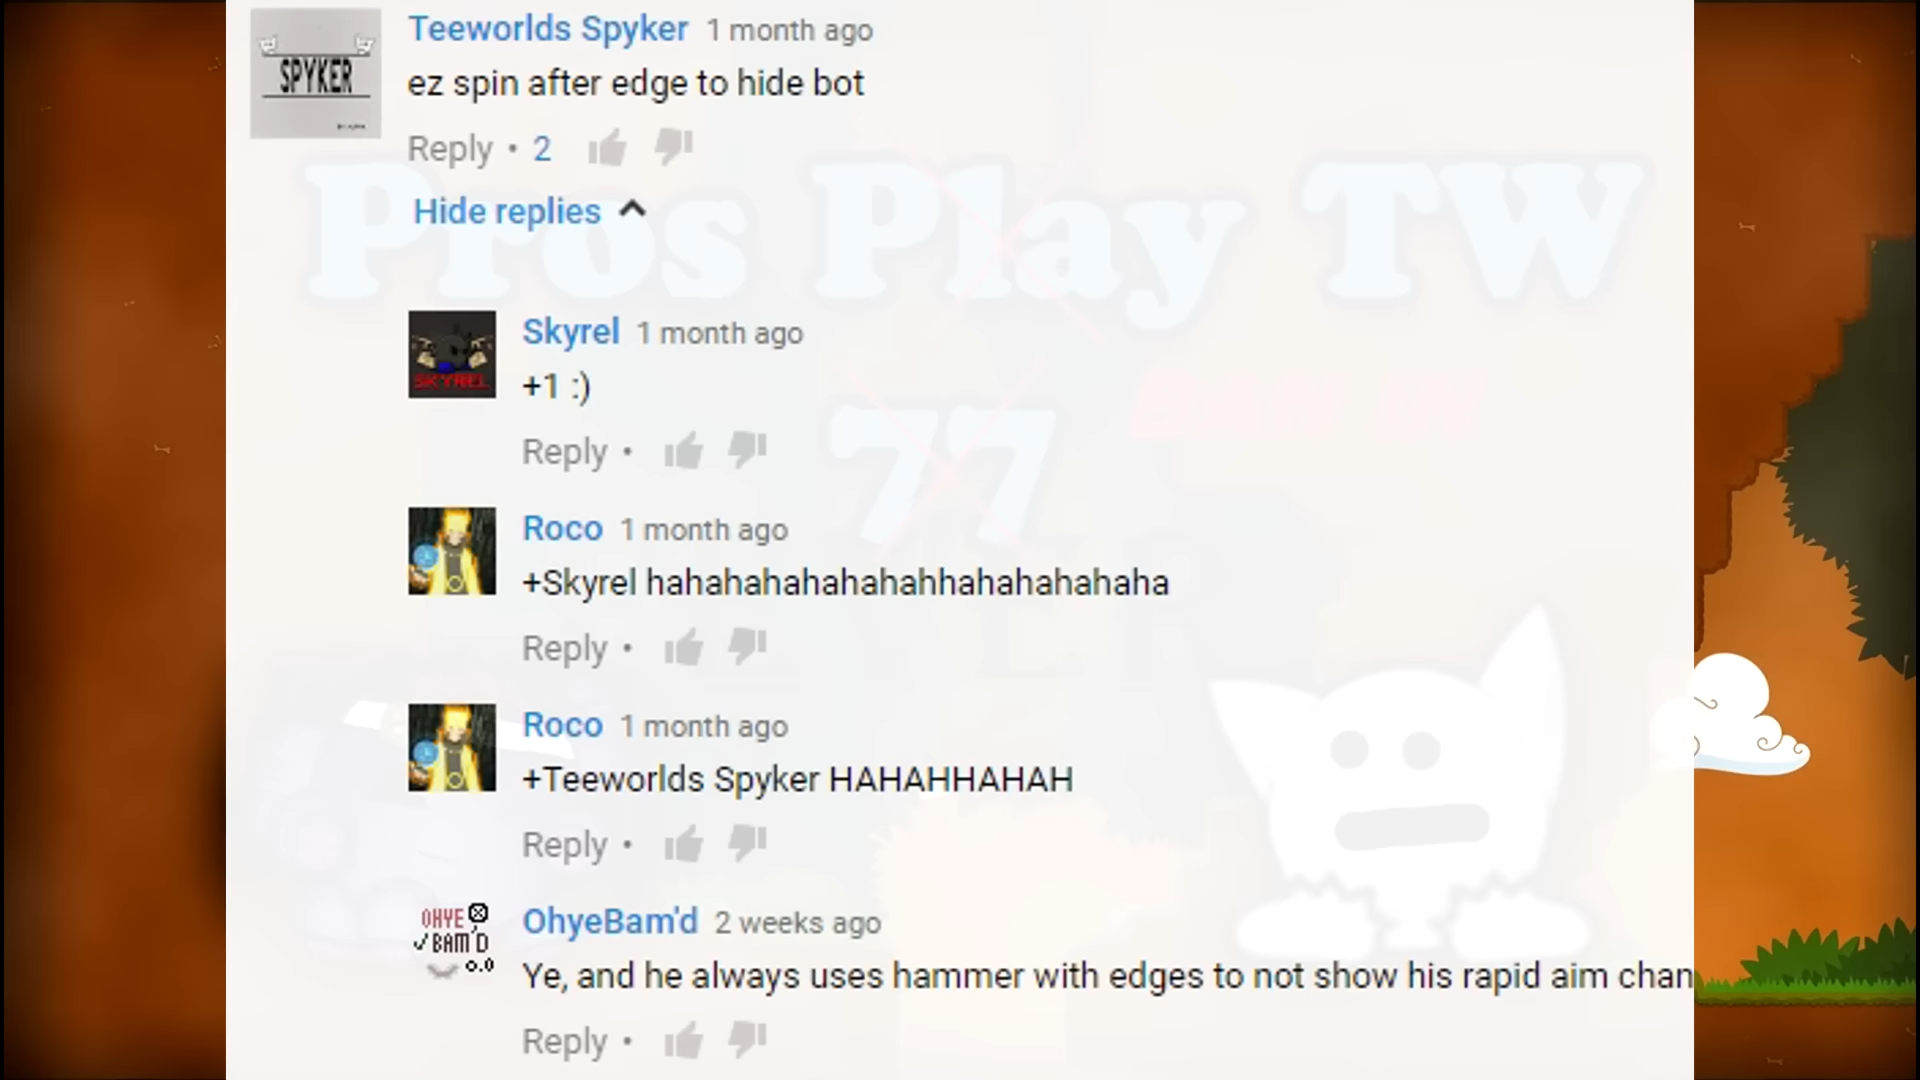 SPYKER
Teeworlds Spyker 1 month ago
ez spin after edge to hide bot
Reply • 2
Hide replies
Pros Play TW
77
SKYREL
Skyrel 1 month ago
+1 :)
Reply •
Roco 1 month ago
+Skyrel hahahahahahahahhahahahahaha
Reply •
Roco 1 month ago
+Teeworlds Spyker HAHAHHAHAH
Reply •
OHYE
BAM'D
o.0
OhyeBam'd 2 weeks ago
Ye, and he always uses hammer with edges to not show his rapid aim chan
Reply •